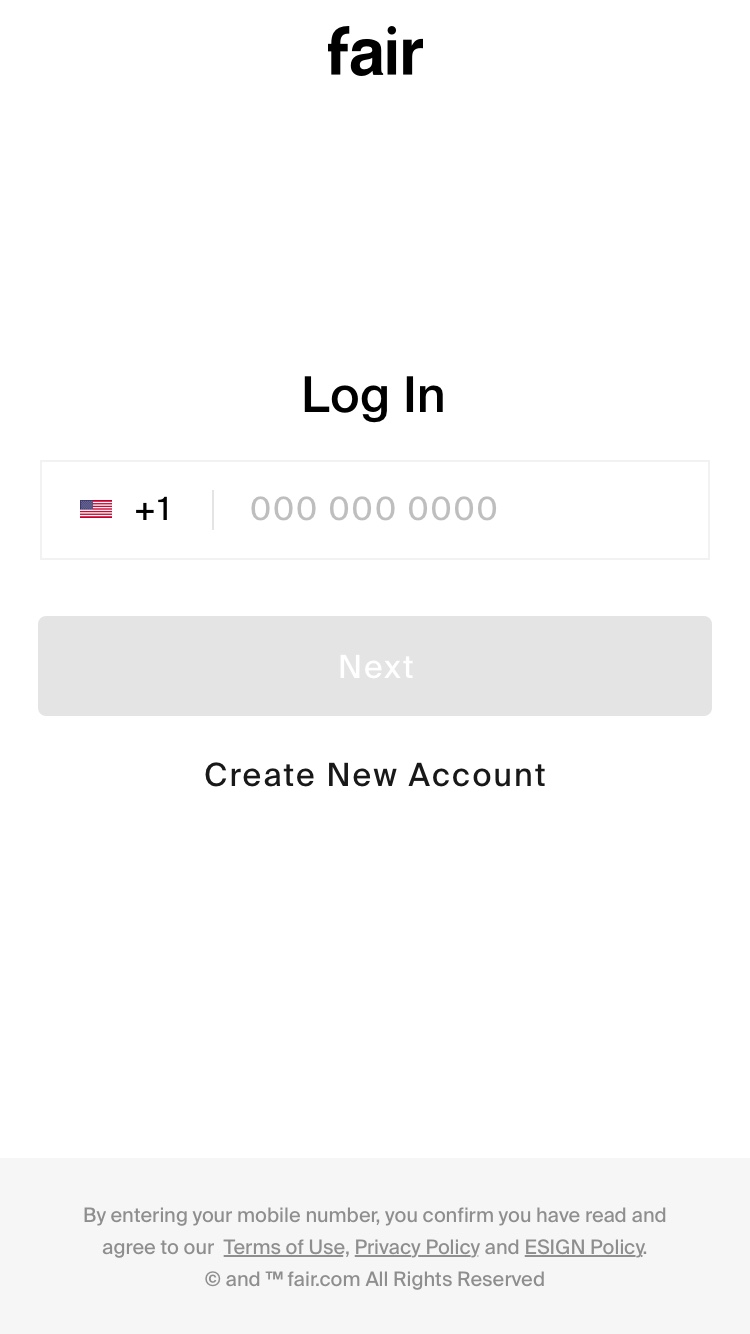 fair
Log In
+1 000 000 0000
Next
Create New Account
By entering your mobile number, you confirm you have read and
agree to our Terms of Use, Privacy Policy and ESIGN Policy.
© and ™ fair.com All Rights Reserved